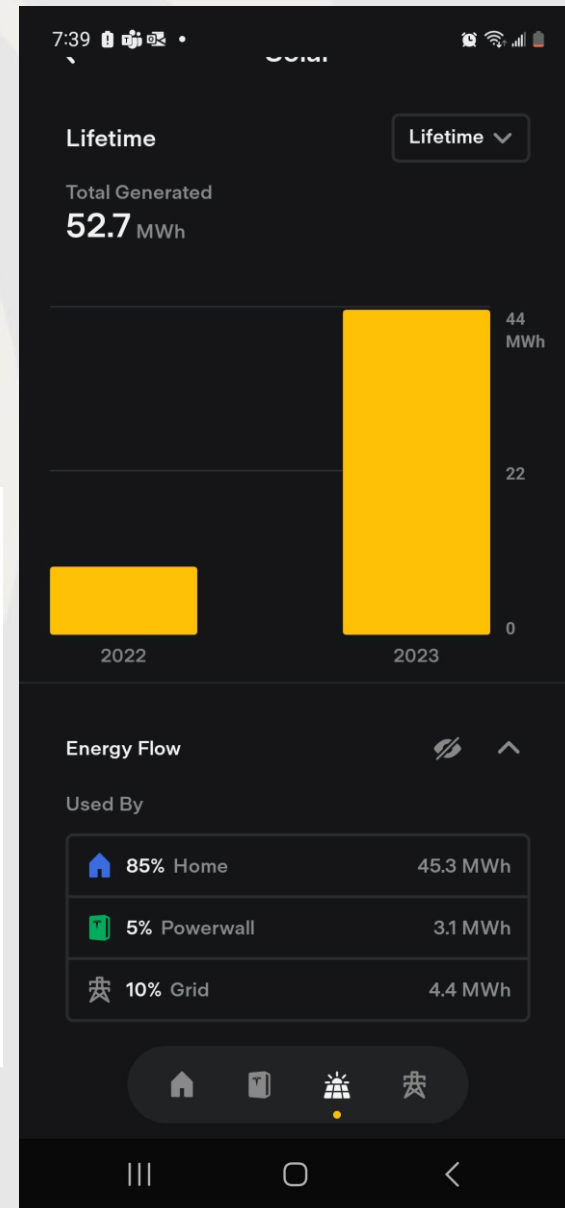 7:39
Solar
Lifetime
Lifetime
Total Generated
52.7 MWh
44
MWh
22
0
2022
2023
Energy Flow
Used By
85% Home
45.3 MWh
5% Powerwall
3.1 MWh
10% Grid
4.4 MWh